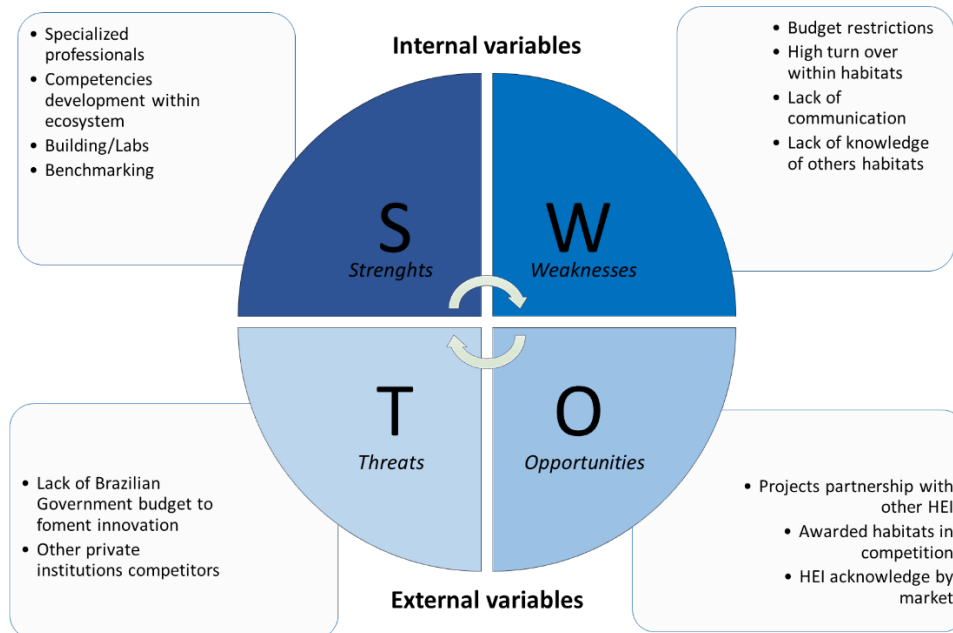 Internal variables
• Specialized
professionals
• Competencies
development within
ecosystem
• Building/Labs
• Benchmarking
• Budget restrictions
• High turn over
within habitats
• Lack of
communication
• Lack of knowledge
of others habitats
S
Strenghts
W
Weaknesses
T
Threats
O
Opportunities
• Lack of Brazilian
Government budget to
foment innovation
• Other private
institutions competitors
• Projects partnership with
other HEI
• Awarded habitats in
competition
• HEI acknowledge by
market
External variables